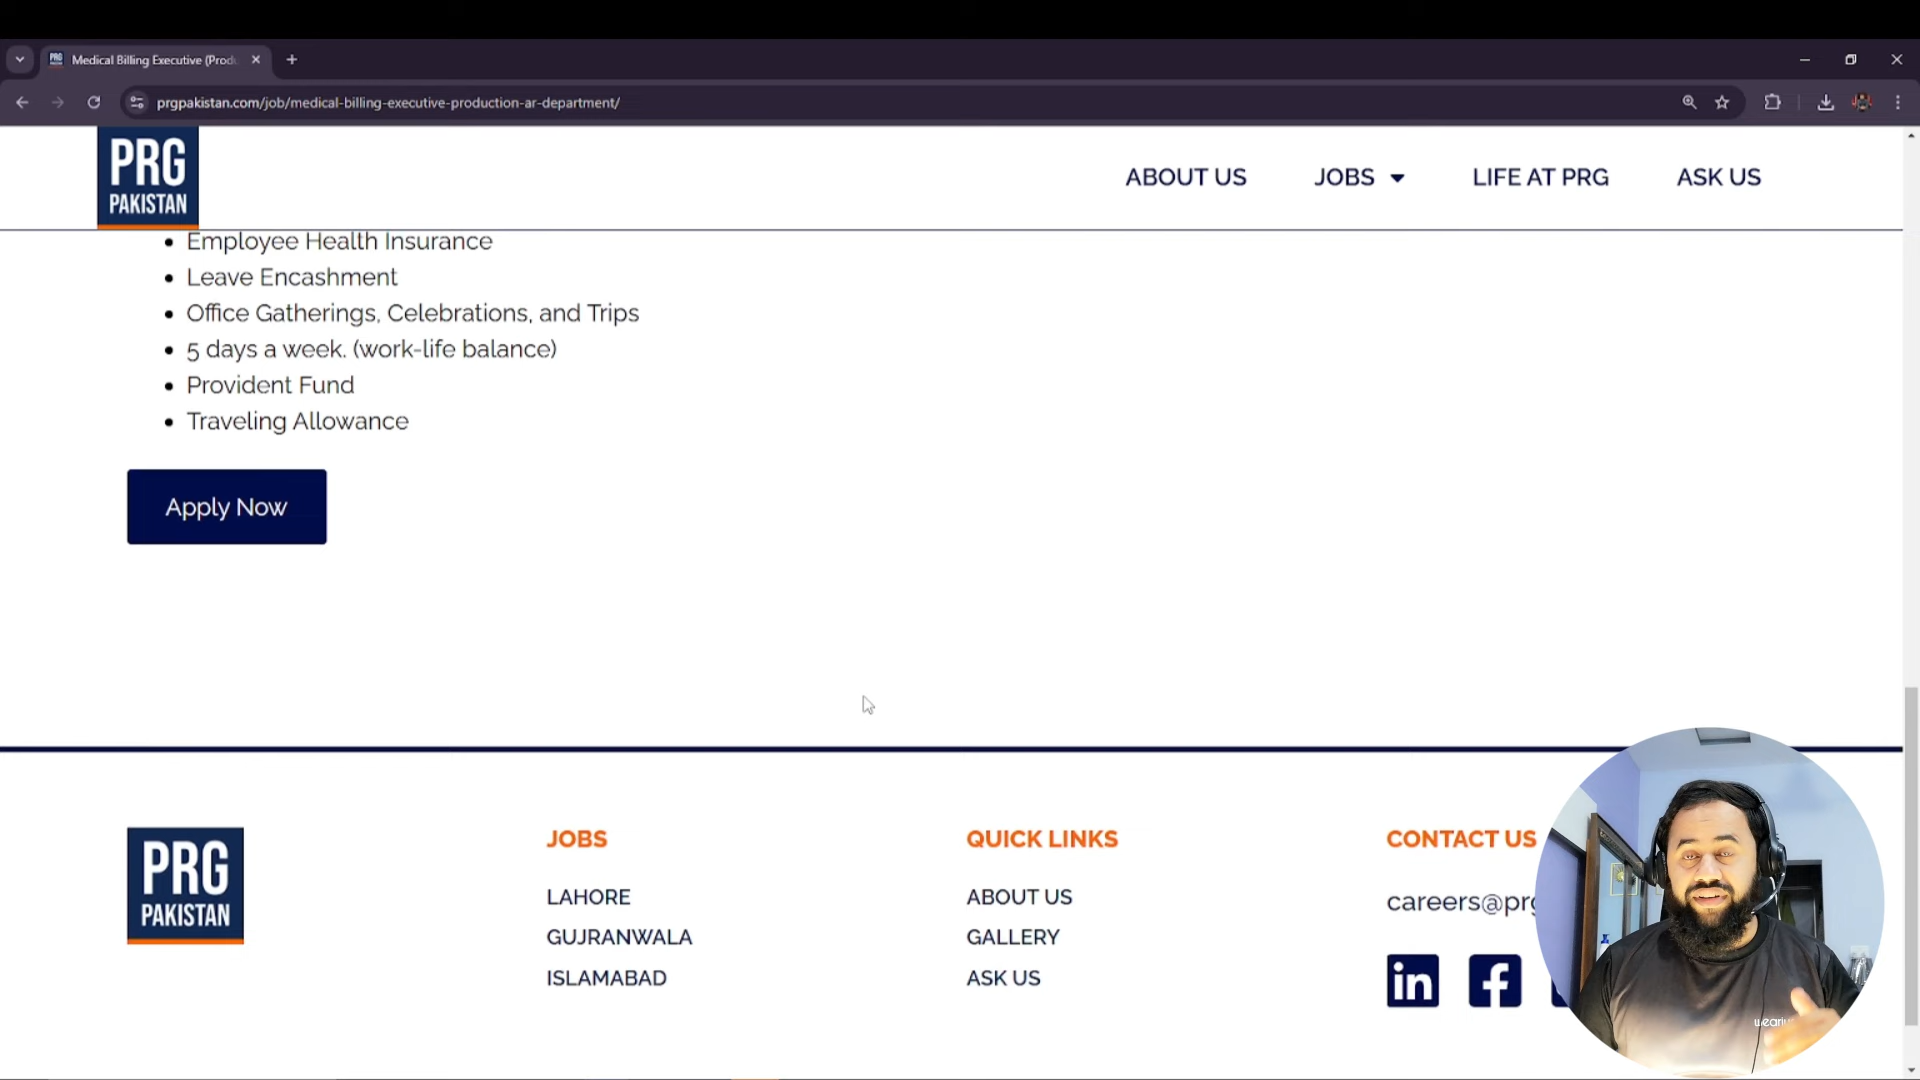 Medical Billing Executive (Produ
prgpakistan.com/job/medical-billing-executive-production-ar-department/
PRG
PAKISTAN
ABOUT US
JOBS
LIFE AT PRG
ASK US
Employee Health Insurance
Leave Encashment
Office Gatherings, Celebrations, and Trips
5 days a week. (work-life balance)
Provident Fund
Traveling Allowance
Apply Now
PRG
PAKISTAN
JOBS
LAHORE
GUJRANWALA
ISLAMABAD
QUICK LINKS
ABOUT US
GALLERY
ASK US
CONTACT US
careers@prg
in
f